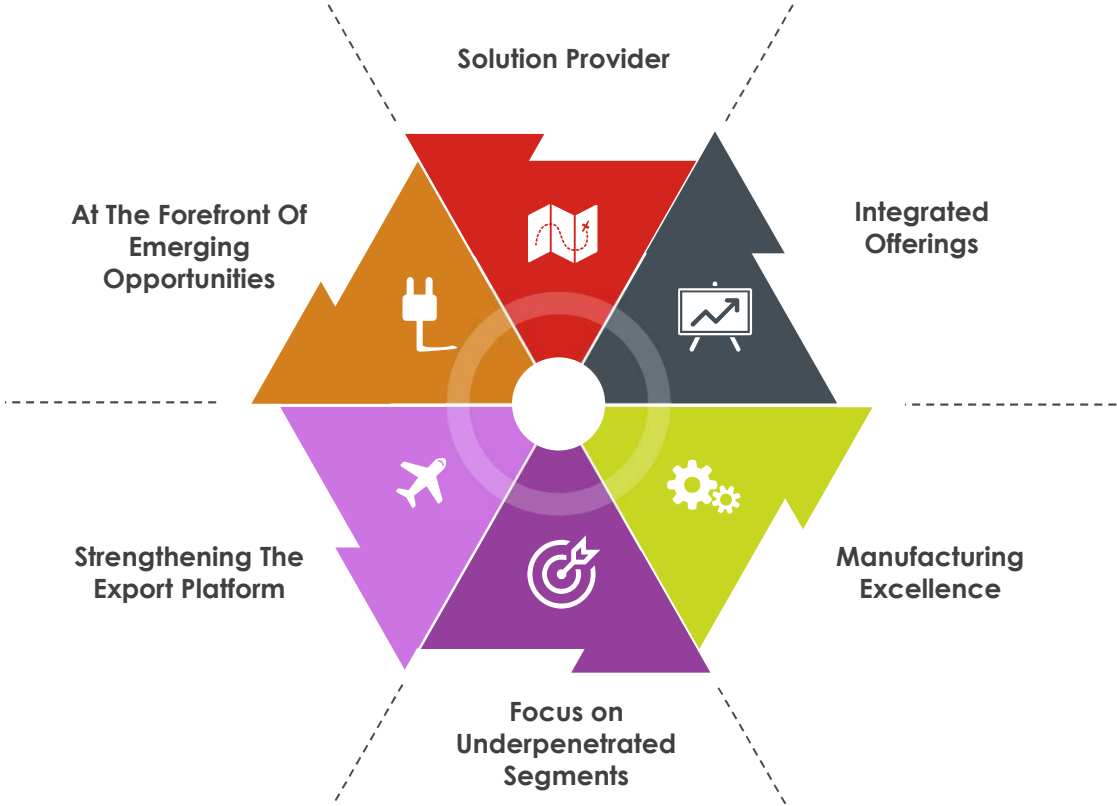 Solution Provider
At The Forefront Of
Emerging
Opportunities
Integrated
Offerings
Strengthening The
Export Platform
Manufacturing
Excellence
Focus on
Underpenetrated
Segments